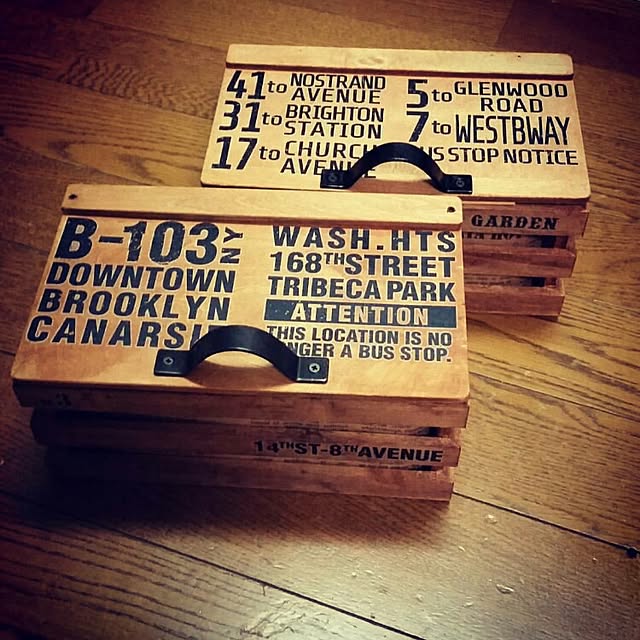 41 to NOSTRAND
AVENUE
31 to BRIGHTON
STATION
17 to CHURCH
AVENUE
5 to GLENWOOD
ROAD
7 to WESTBWAY
STOP NOTICE
GARDEN
B-103 NY
DOWNTOWN
BROOKLYN
CANARSI
WASH.HTS
168TH STREET
TRIBECA PARK
ATTENTION
THIS LOCATION IS NO
A BUS STOP.
3
14TH ST-8TH AVENUE